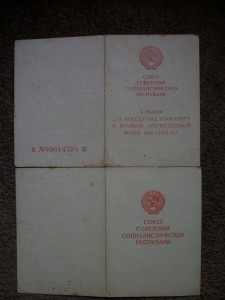 СОЮЗ
СОВЕТСКИХ
СОЦИАЛИСТИЧЕСКИХ
РЕСПУБЛИК
К МЕДАЛИ
„ЗА ПОБЕДУ НАД ГЕРМАНИЕЙ
В ВЕЛИКОЙ ОТЕЧЕСТВЕННОЙ
ВОЙНЕ 1941–1945 гг."
СОЮЗ
СОВЕТСКИХ
СОЦИАЛИСТИЧЕСКИХ
РЕСПУБЛИК